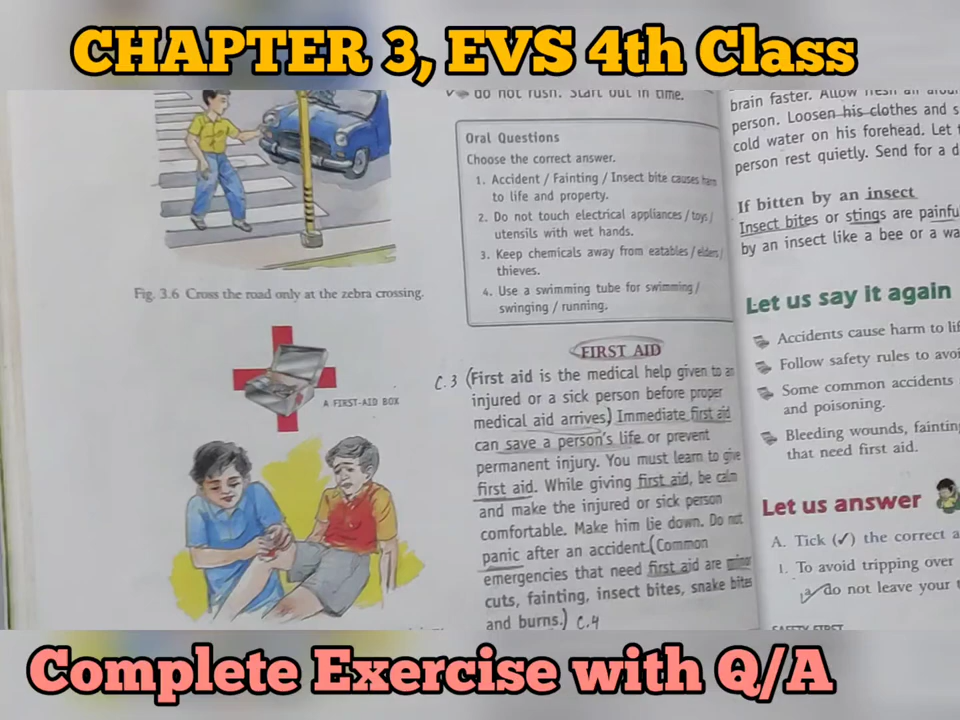 CHAPTER 3, EVS 4th Class
do not rush. Start out in time.
Oral Questions
Choose the correct answer.
1. Accident / Fainting / Insect bite causes harm
to life and property.
2. Do not touch electrical appliances / toys /
utensils with wet hands.
3. Keep chemicals away from eatables / elders /
thieves.
4. Use a swimming tube for swimming /
swinging / running.
Fig. 3.6 Cross the road only at the zebra crossing.
A FIRST-AID BOX
FIRST AID
C.3 (First aid is the medical help given to an
injured or a sick person before proper
medical aid arrives) Immediate first aid
can save a person's life or prevent
permanent injury. You must learn to give
first aid. While giving first aid, be calm
and make the injured or sick person
comfortable. Make him lie down. Do not
panic after an accident. (Common
emergencies that need first aid are minor
cuts, fainting, insect bites, snake bites
and burns.) C.4
brain faster. Allow fresh air
person. Loosen his clothes and
cold water on his forehead. Let
person rest quietly. Send for a
If bitten by an insect
Insect bites or stings are
by an insect like a bee or a
Let us say it again
Accidents cause harm to
Follow safety rules to
Some common accidents
and poisoning.
Bleeding wounds,
that need first aid.
Let us answer
A. Tick (✓) the correct
1. To avoid tripping over
do not leave your
SAFETY FIRST
Complete Exercise with Q/A